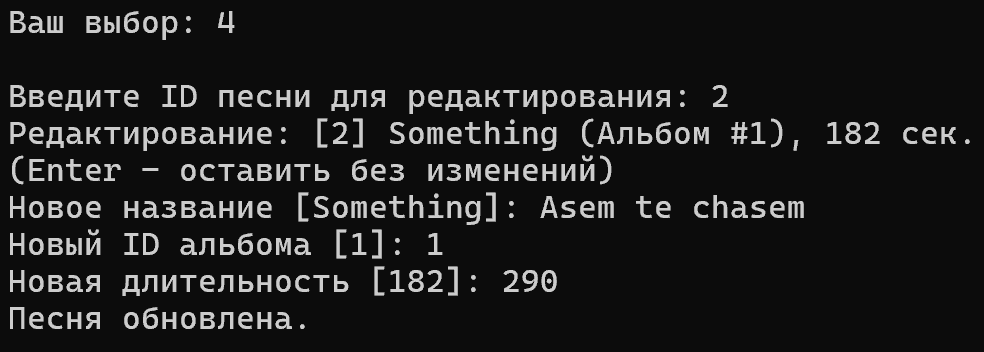 Ваш выбор: 4
Введите ID песни для редактирования: 2
Редактирование: [2] Something (Альбом #1), 182 сек.
(Enter — оставить без изменений)
Новое название [Something]: Asem te chasem
Новый ID альбома [1]: 1
Новая длительность [182]: 290
Песня обновлена.